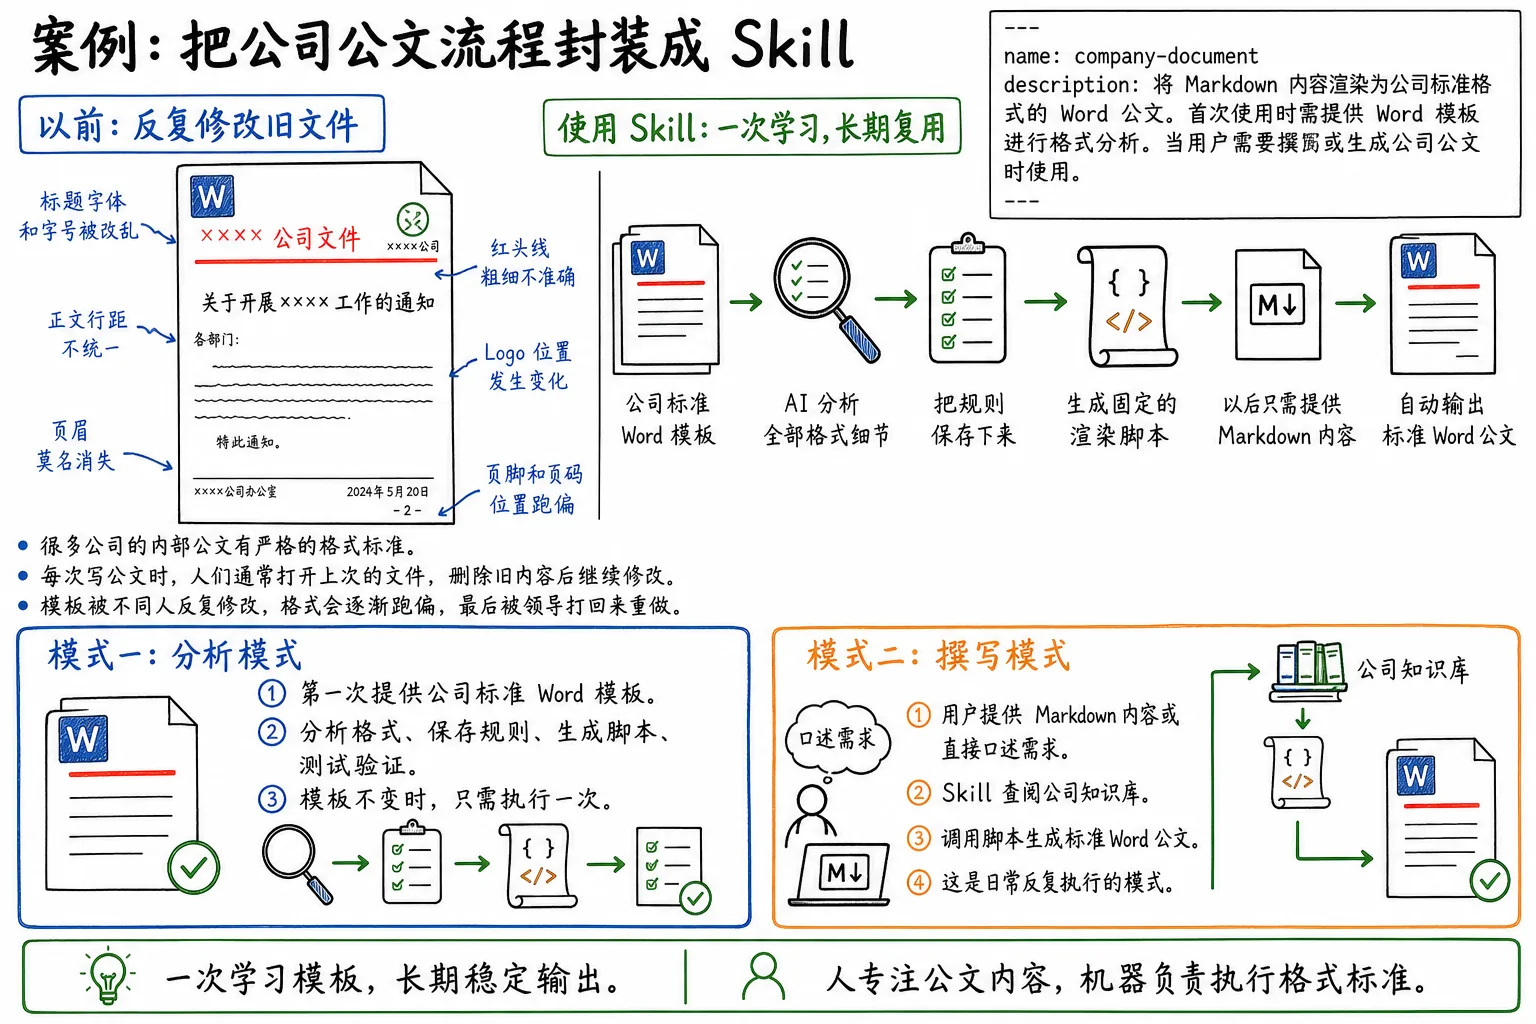 案例：把公司公文流程封装成 Skill
---
name: company-document
description: 将 Markdown 内容渲染为公司标准格
式的 Word 公文。首次使用时需提供 Word 模板
进行格式分析。当用户需要撰或生成公司公文
时使用。
---
以前：反复修改旧文件
标题字体
和字号被改乱
正文行距
不统一
页眉
莫名消失
W
×××× 公司文件
××××公司
关于开展××××工作的通知
各部门：
特此通知。
××××公司办公室
2024年5月20日
-2-
红头线
粗细不准确
Logo 位置
发生变化
页脚和页码
位置跑偏
使用 Skill：一次学习，长期复用
W
{ }
</>
M↓
W
公司标准
Word 模板
AI 分析
全部格式细节
把规则
保存下来
生成固定的
渲染脚本
以后只需提供
Markdown 内容
自动输出
标准 Word 公文
• 很多公司的内部公文有严格的格式标准。
• 每次写公文时，人们通常打开上次的文件，删除旧内容后继续修改。
• 模板被不同人反复修改，格式会逐渐跑偏，最后被领导打回来重做。
模式一：分析模式
W
① 第一次提供公司标准 Word 模板。
② 分析格式、保存规则、生成脚本、
测试验证。
③ 模板不变时，只需执行一次。
{ }
</>
模式二：撰写模式
口述需求
M↓
① 用户提供 Markdown 内容或
直接口述需求。
② Skill 查阅公司知识库。
③ 调用脚本生成标准 Word 公文。
④ 这是日常反复执行的模式。
公司知识库
{ }
</>
W
一次学习模板，长期稳定输出。
人专注公文内容，机器负责执行格式标准。